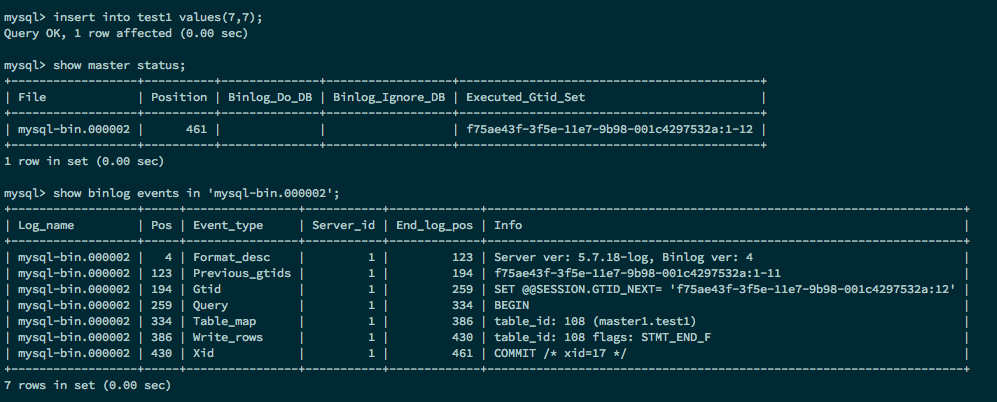 mysql> insert into test1 values(7,7);
Query OK, 1 row affected (0.00 sec)
mysql> show master status;
+------------------+----------+--------------+------------------+-------------------------------------------+
| File             | Position | Binlog_Do_DB | Binlog_Ignore_DB | Executed_Gtid_Set                         |
+------------------+----------+--------------+------------------+-------------------------------------------+
| mysql-bin.000002 |      461 |              |                  | f75ae43f-3f5e-11e7-9b98-001c4297532a:1-12 |
+------------------+----------+--------------+------------------+-------------------------------------------+
1 row in set (0.00 sec)
mysql> show binlog events in 'mysql-bin.000002';
+------------------+-----+----------------+-----------+-------------+--------------------------------------------------------------------+
| Log_name         | Pos | Event_type     | Server_id | End_log_pos | Info                                                               |
+------------------+-----+----------------+-----------+-------------+--------------------------------------------------------------------+
| mysql-bin.000002 |   4 | Format_desc    |         1 |         123 | Server ver: 5.7.18-log, Binlog ver: 4                              |
| mysql-bin.000002 | 123 | Previous_gtids |         1 |         194 | f75ae43f-3f5e-11e7-9b98-001c4297532a:1-11                          |
| mysql-bin.000002 | 194 | Gtid           |         1 |         259 | SET @@SESSION.GTID_NEXT= 'f75ae43f-3f5e-11e7-9b98-001c4297532a:12' |
| mysql-bin.000002 | 259 | Query          |         1 |         334 | BEGIN                                                              |
| mysql-bin.000002 | 334 | Table_map      |         1 |         386 | table_id: 108 (master1.test1)                                      |
| mysql-bin.000002 | 386 | Write_rows     |         1 |         430 | table_id: 108 flags: STMT_END_F                                    |
| mysql-bin.000002 | 430 | Xid            |         1 |         461 | COMMIT /* xid=17 */                                                |
+------------------+-----+----------------+-----------+-------------+--------------------------------------------------------------------+
7 rows in set (0.00 sec)